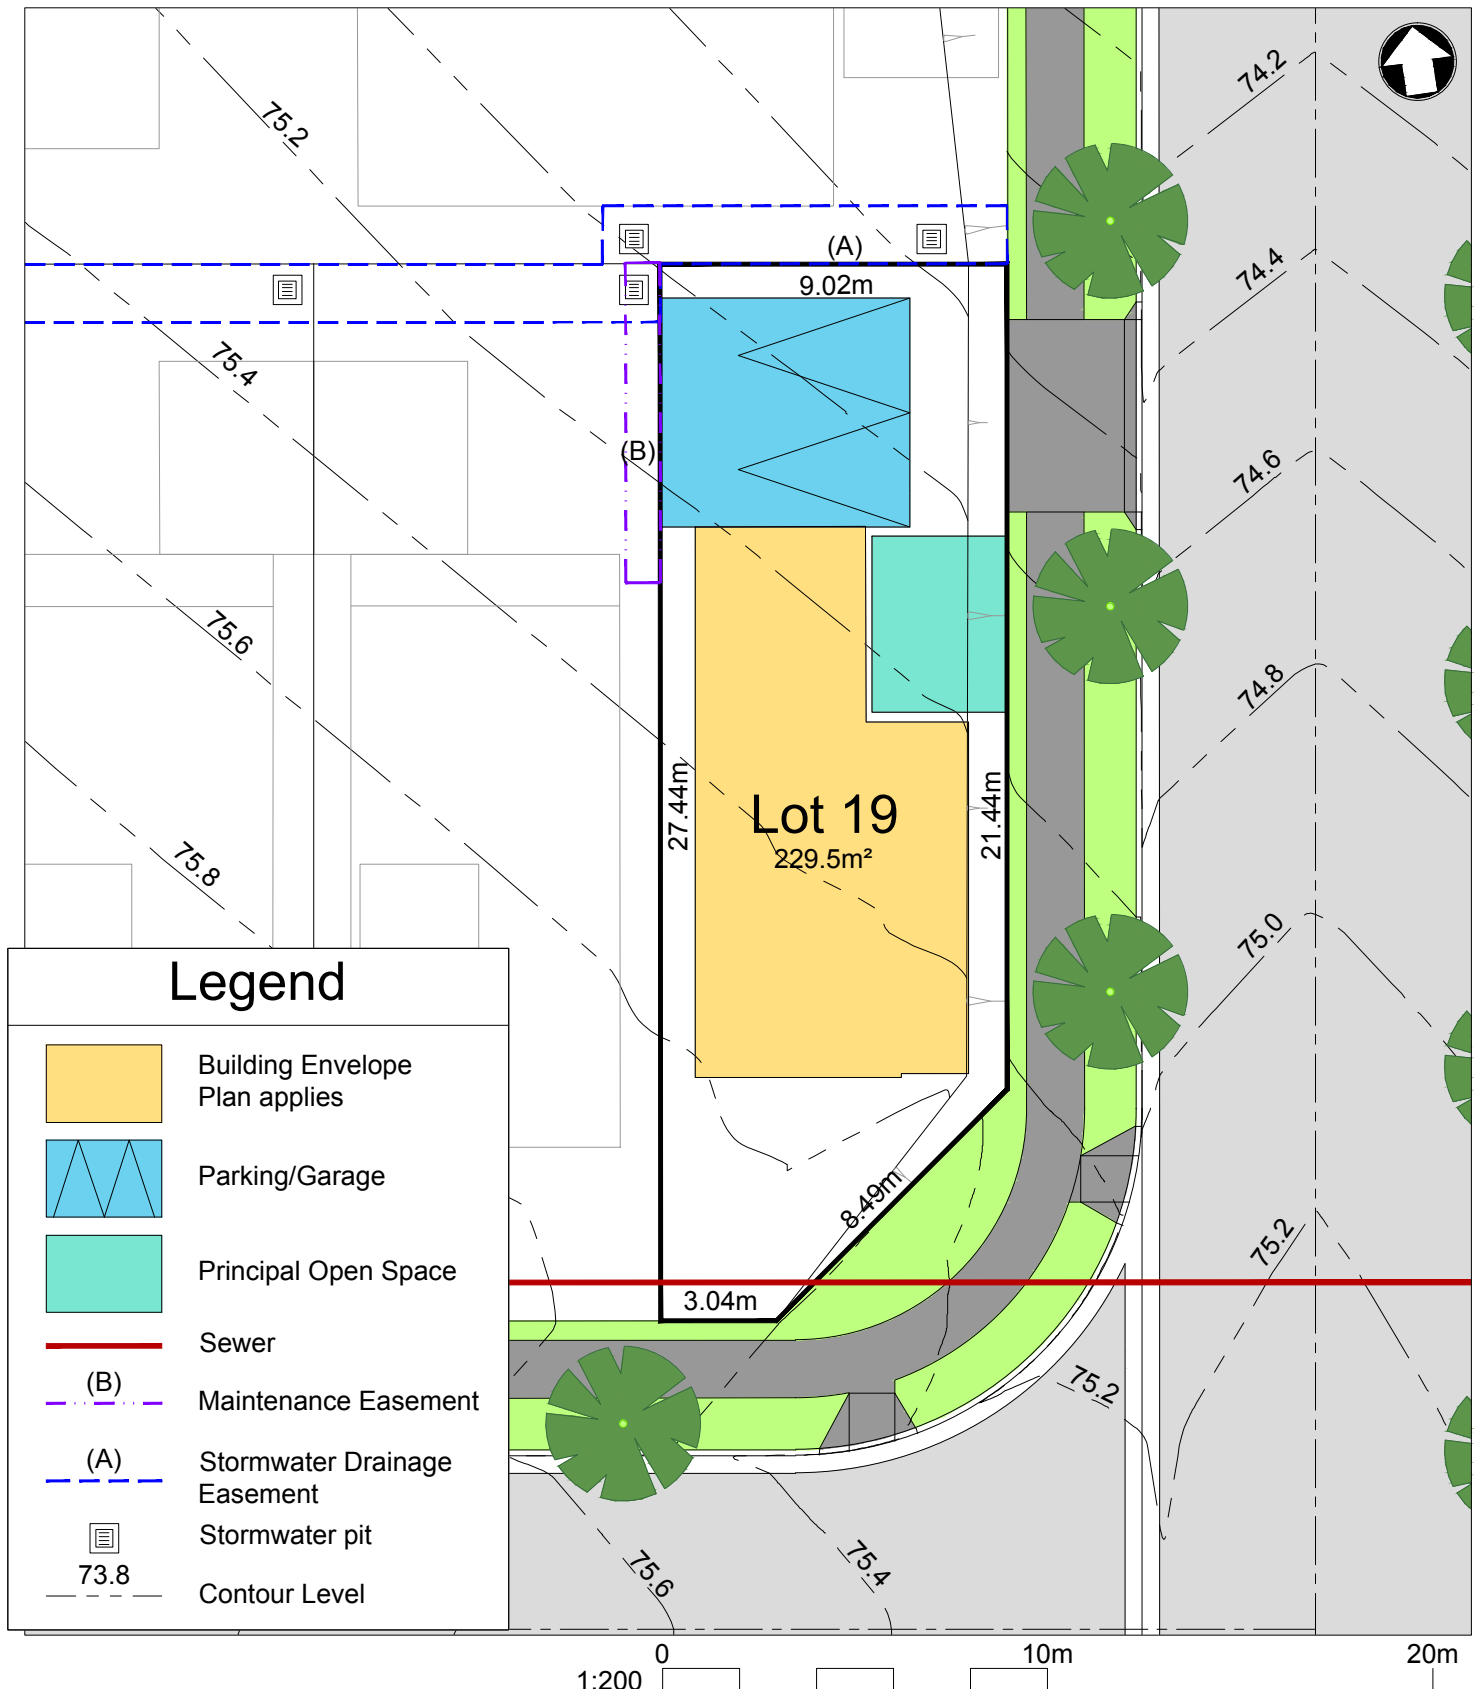 74.2
75.2
74.4
(A)
9.02m
75.4
(B)
74.6
75.6
74.8
27.44m
21.44m
Lot 19
229.5m²
75.8
75.0
8.49m
75.2
3.04m
75.2
75.6
75.4
Legend
Building Envelope
Plan applies
Parking/Garage
Principal Open Space
Sewer
(B)
Maintenance Easement
(A)
Stormwater Drainage
Easement
Stormwater pit
73.8
Contour Level
0
10m
20m
1:200